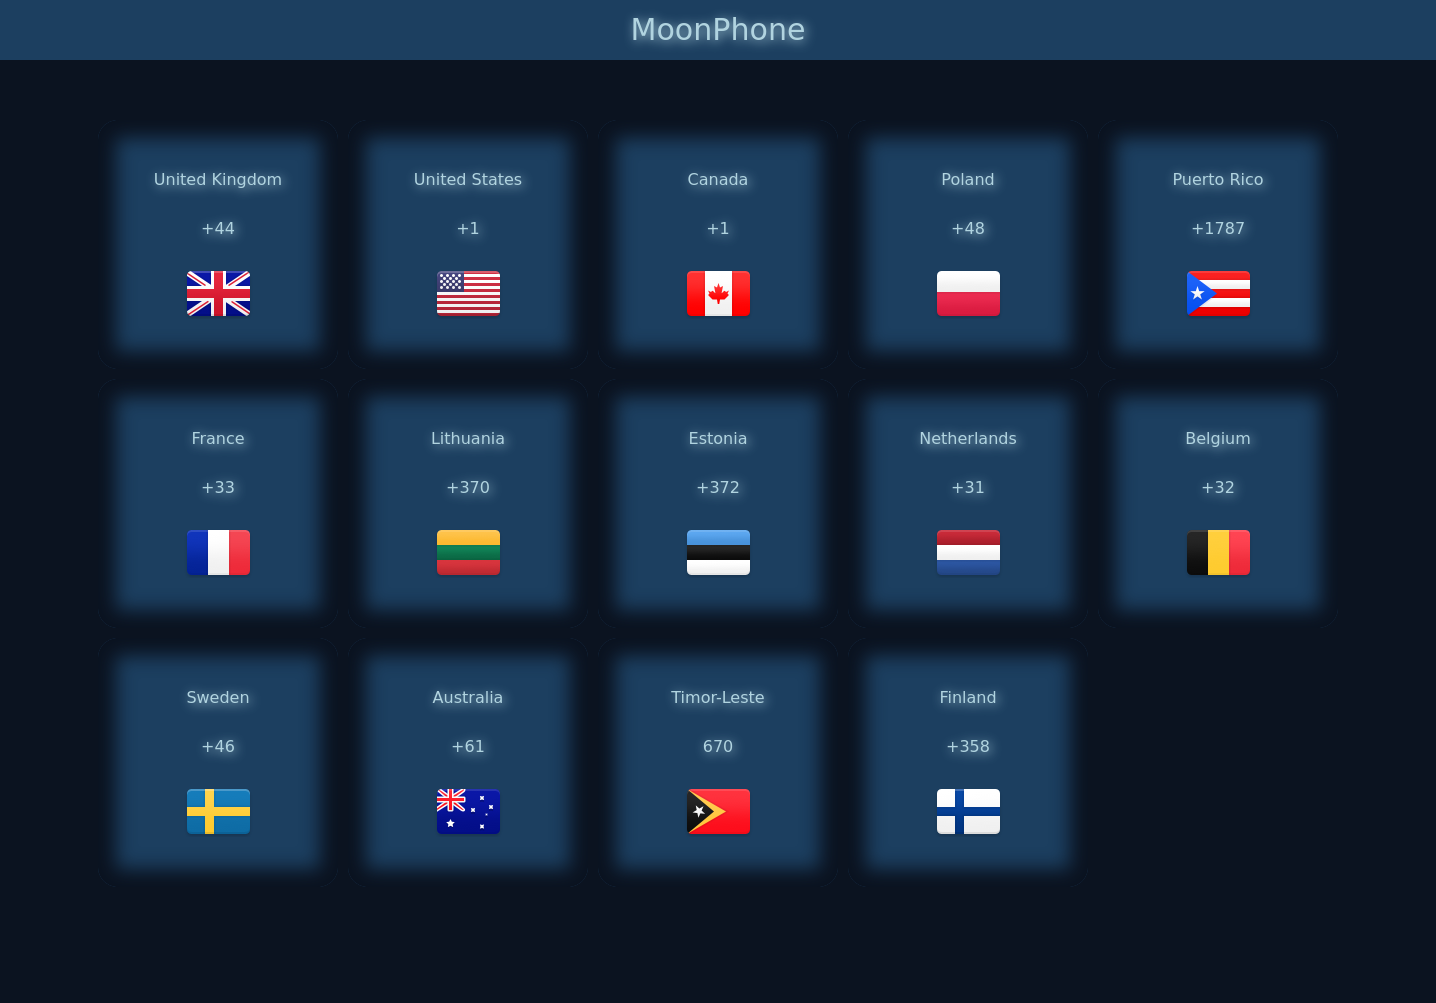 MoonPhone
United Kingdom
+44
United States
+1
Canada
+1
Poland
+48
Puerto Rico
+1787
France
+33
Lithuania
+370
Estonia
+372
Netherlands
+31
Belgium
+32
Sweden
+46
Australia
+61
Timor-Leste
670
Finland
+358